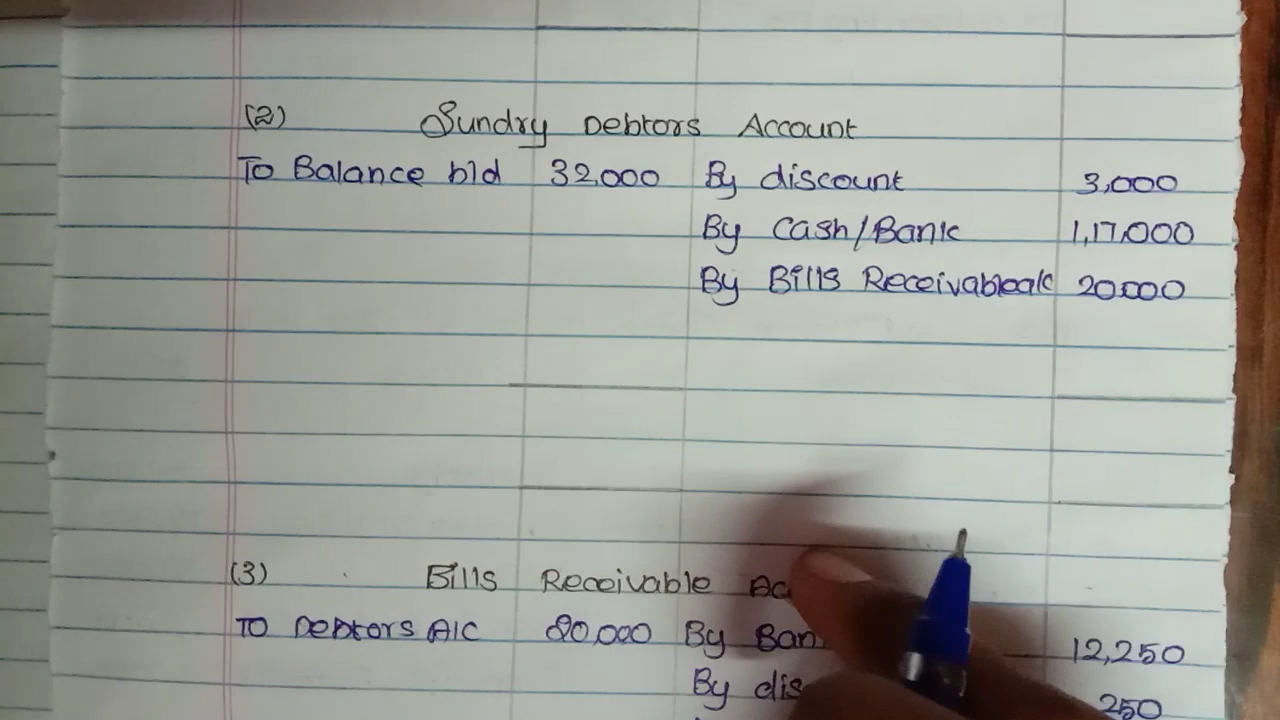 (2) Sundry Debtors Account
To Balance b/d 32,000 By discount 3,000
By Cash/Bank 1,17,000
By Bills Receivable a/c 20,000
(3) Bills Receivable
To Debtors A/C 20,000 By 12,250
By 250